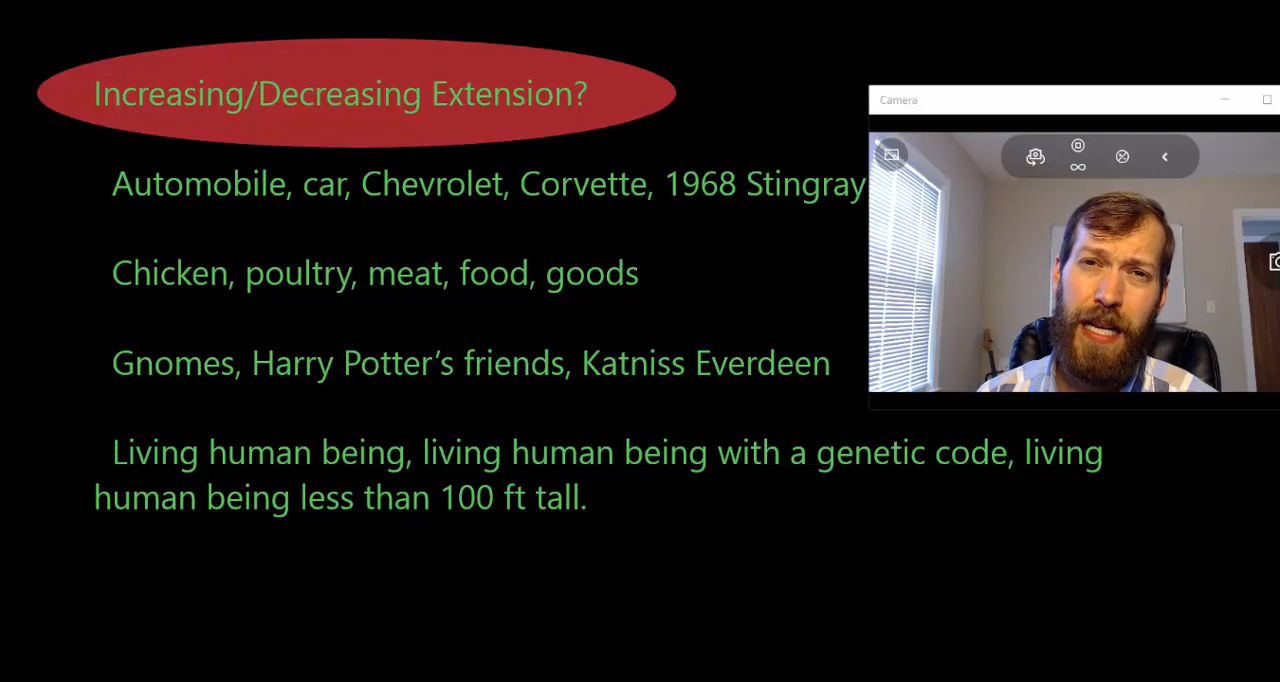 Increasing/Decreasing Extension?
Automobile, car, Chevrolet, Corvette, 1968 Stingray
Camera
Chicken, poultry, meat, food, goods
Gnomes, Harry Potter’s friends, Katniss Everdeen
Living human being, living human being with a genetic code, living
human being less than 100 ft tall.